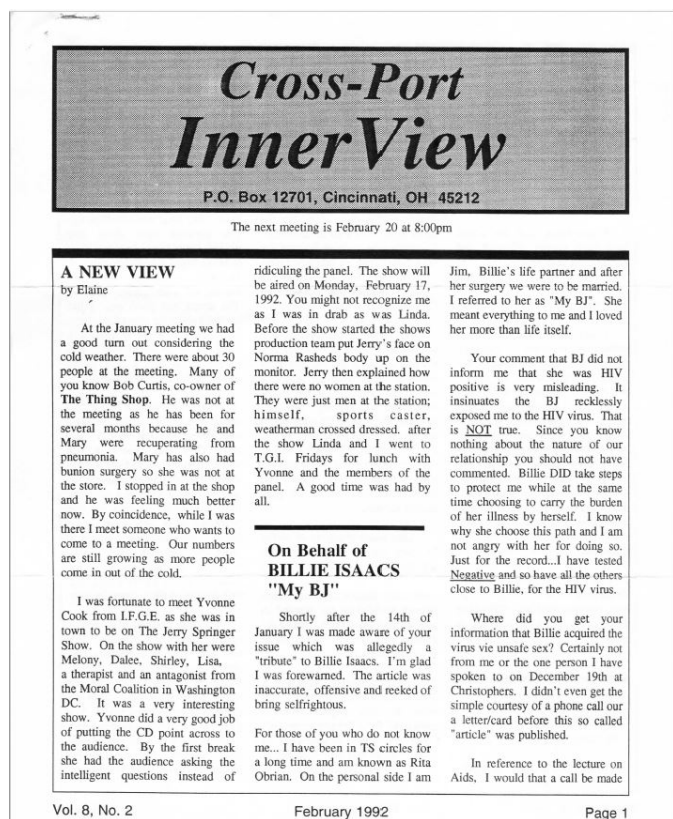 Cross-Port
InnerView
P.O. Box 12701, Cincinnati, OH 45212
The next meeting is February 20 at 8:00pm
A NEW VIEW
by Elaine
At the January meeting we had
a good turn out considering the
cold weather. There were about 30
people at the meeting. Many of
you know Bob Curtis, co-owner of
The Thing Shop. He was not at
the meeting as he has been for
several months because he and
Mary were recuperating from
pneumonia. Mary has also had
bunion surgery so she was not at
the store. I stopped in at the shop
and he was feeling much better
now. By coincidence, while I was
there I meet someone who wants to
come to a meeting. Our numbers
are still growing as more people
come in out of the cold.
I was fortunate to meet Yvonne
Cook from I.F.G.E. as she was in
town to be on The Jerry Springer
Show. On the show with her were
Melony, Dalee, Shirley, Lisa,
a therapist and an antagonist from
the Moral Coalition in Washington
DC. It was a very interesting
show. Yvonne did a very good job
of putting the CD point across to
the audience. By the first break
she had the audience asking the
intelligent questions instead of
ridiculing the panel. The show will
be aired on Monday, February 17,
1992. You might not recognize me
as I was in drab as was Linda.
Before the show started the shows
production team put Jerry's face on
Norma Rasheds body up on the
monitor. Jerry then explained how
there were no women at the station.
They were just men at the station;
himself, sports caster,
weatherman crossed dressed. after
the show Linda and I went to
T.G.I. Fridays for lunch with
Yvonne and the members of the
panel. A good time was had by
all.
On Behalf of
BILLIE ISAACS
"My BJ"
Shortly after the 14th of
January I was made aware of your
issue which was allegedly a
"tribute" to Billie Isaacs. I'm glad
I was forewarned. The article was
inaccurate, offensive and reeked of
bring selfrightous.
For those of you who do not know
me... I have been in TS circles for
a long time and am known as Rita
Obrian. On the personal side I am
Jim, Billie's life partner and after
her surgery we were to be married.
I referred to her as "My BJ". She
meant everything to me and I loved
her more than life itself.
Your comment that BJ did not
inform me that she was HIV
positive is very misleading. It
insinuates the BJ recklessly
exposed me to the HIV virus. That
is NOT true. Since you know
nothing about the nature of our
relationship you should not have
commented. Billie DID take steps
to protect me while at the same
time choosing to carry the burden
of her illness by herself. I know
why she choose this path and I am
not angry with her for doing so.
Just for the record...I have tested
Negative and so have all the others
close to Billie, for the HIV virus.
Where did you get your
information that Billie acquired the
virus vie unsafe sex? Certainly not
from me or the one person I have
spoken to on December 19th at
Christophers. I didn't even get the
simple courtesy of a phone call our
a letter/card before this so called
"article" was published.
In reference to the lecture on
Aids, I would that a call be made
Vol. 8, No. 2
February 1992
Page 1